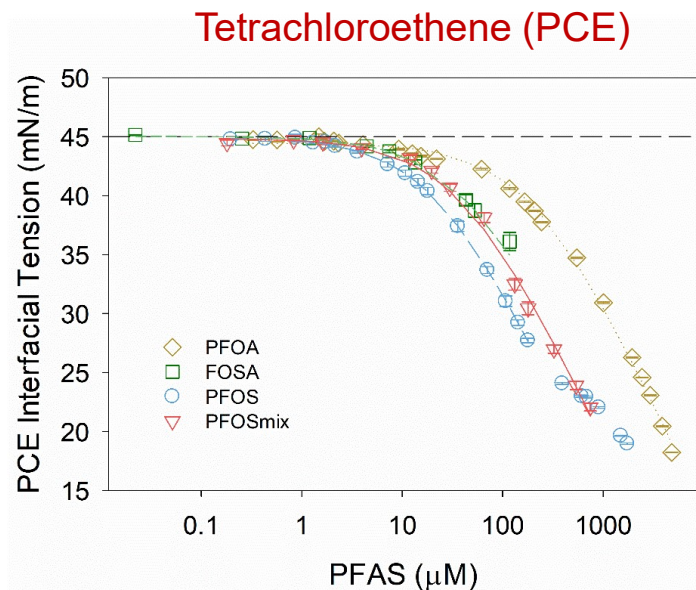 Tetrachloroethene (PCE)
PCE Interfacial Tension (mN/m)
50
45
40
35
30
25
20
15
PFOA
FOSA
PFOS
PFOSmix
0.1 1 10 100 1000
PFAS (μM)